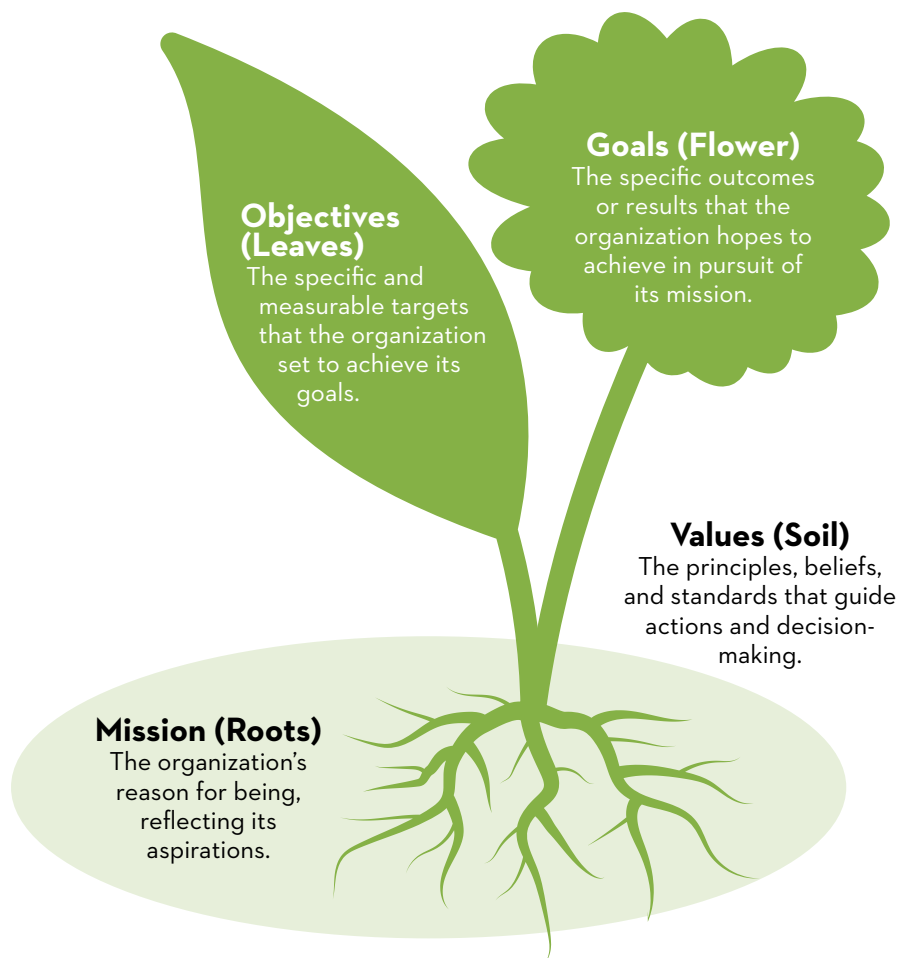 Goals (Flower)
The specific outcomes
or results that the
organization hopes to
achieve in pursuit of
its mission.
Objectives
(Leaves)
The specific and
measurable targets
that the organization
set to achieve its
goals.
Values (Soil)
The principles, beliefs,
and standards that guide
actions and decision-
making.
Mission (Roots)
The organization’s
reason for being,
reflecting its
aspirations.